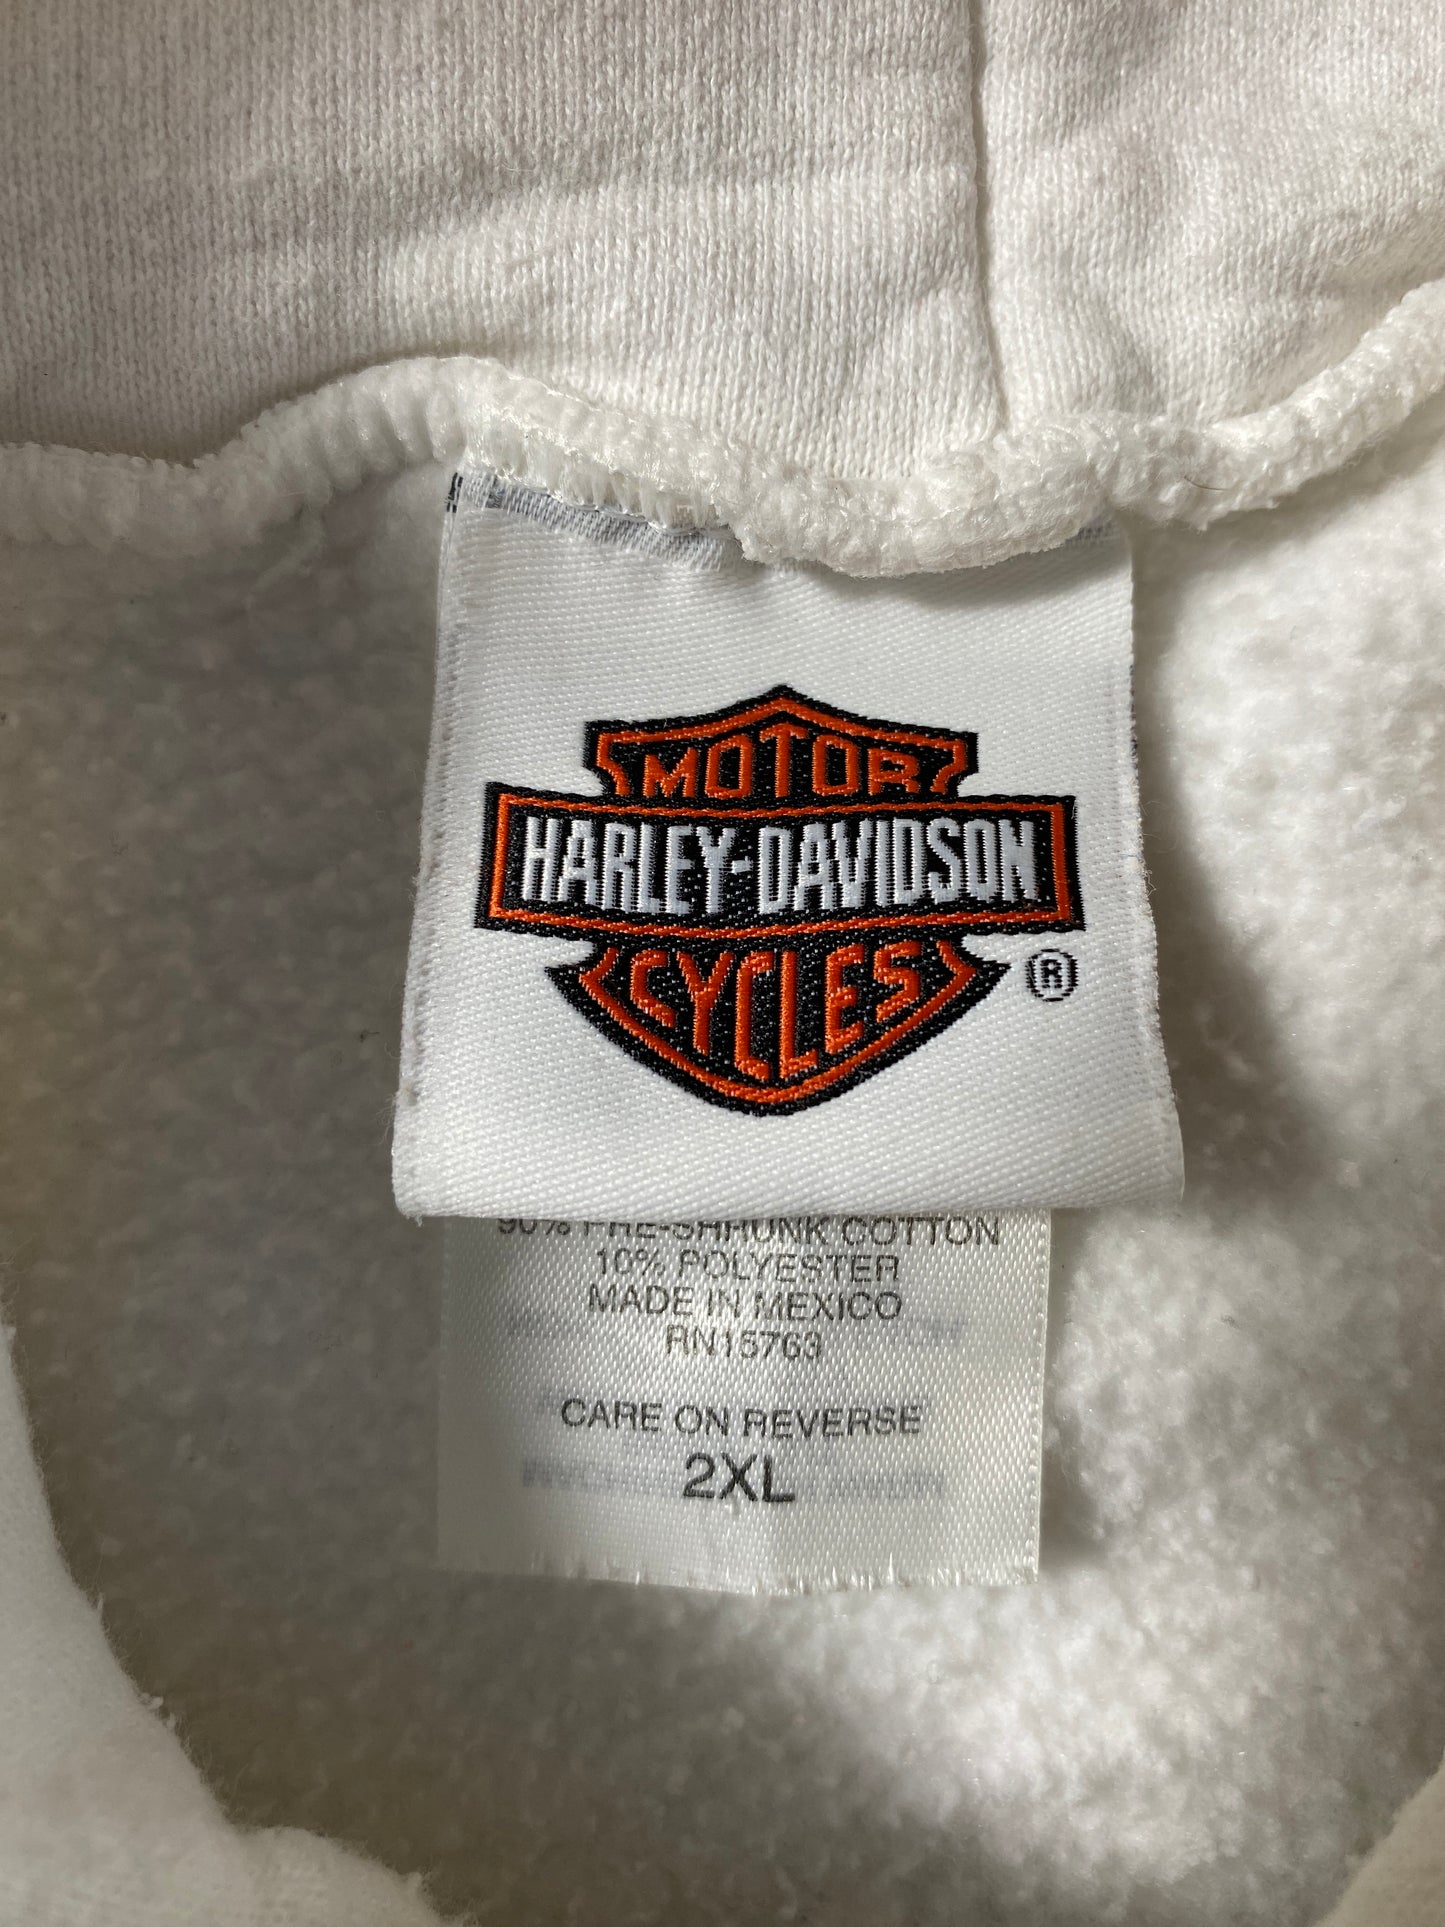 MOTOR
HARLEY-DAVIDSON
CYCLES
®
90% PRE-SHRUNK COTTON
10% POLYESTER
MADE IN MEXICO
RN15763
CARE ON REVERSE
2XL